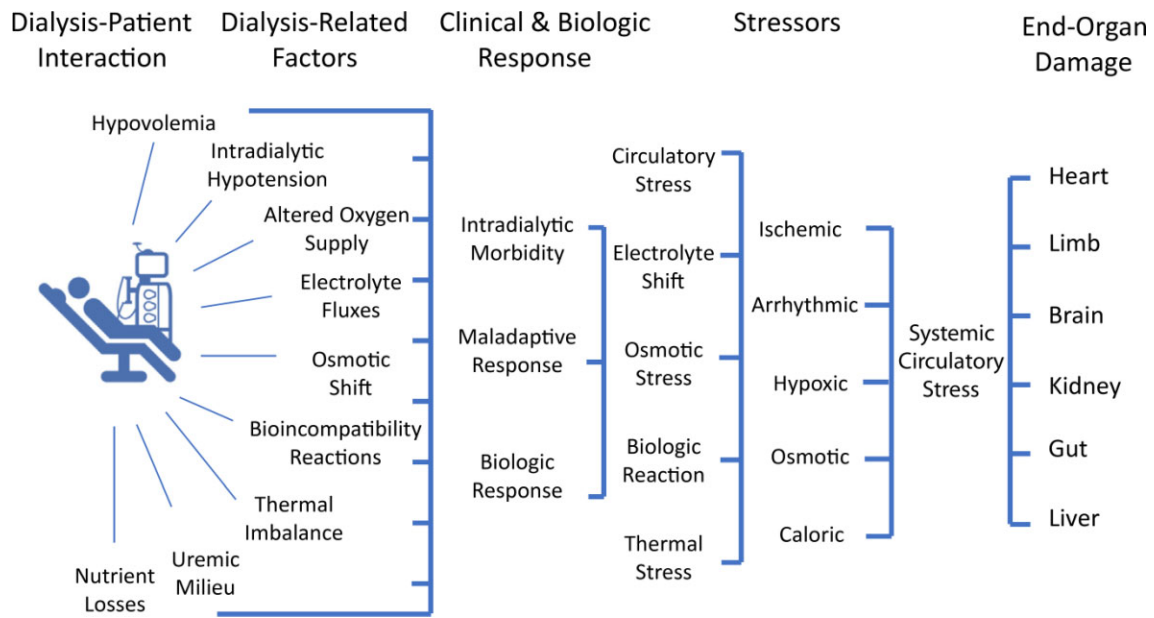 Dialysis-Patient
Interaction
Dialysis-Related
Factors
Clinical & Biologic
Response
Stressors
End-Organ
Damage
Hypovolemia
Intradialytic
Hypotension
Altered Oxygen
Supply
Electrolyte
Fluxes
Osmotic
Shift
Bioincompatibility
Reactions
Thermal
Imbalance
Uremic
Milieu
Nutrient
Losses
Intradialytic
Morbidity
Maladaptive
Response
Biologic
Response
Circulatory
Stress
Electrolyte
Shift
Osmotic
Stress
Biologic
Reaction
Thermal
Stress
Ischemic
Arrhythmic
Hypoxic
Osmotic
Caloric
Systemic
Circulatory
Stress
Heart
Limb
Brain
Kidney
Gut
Liver